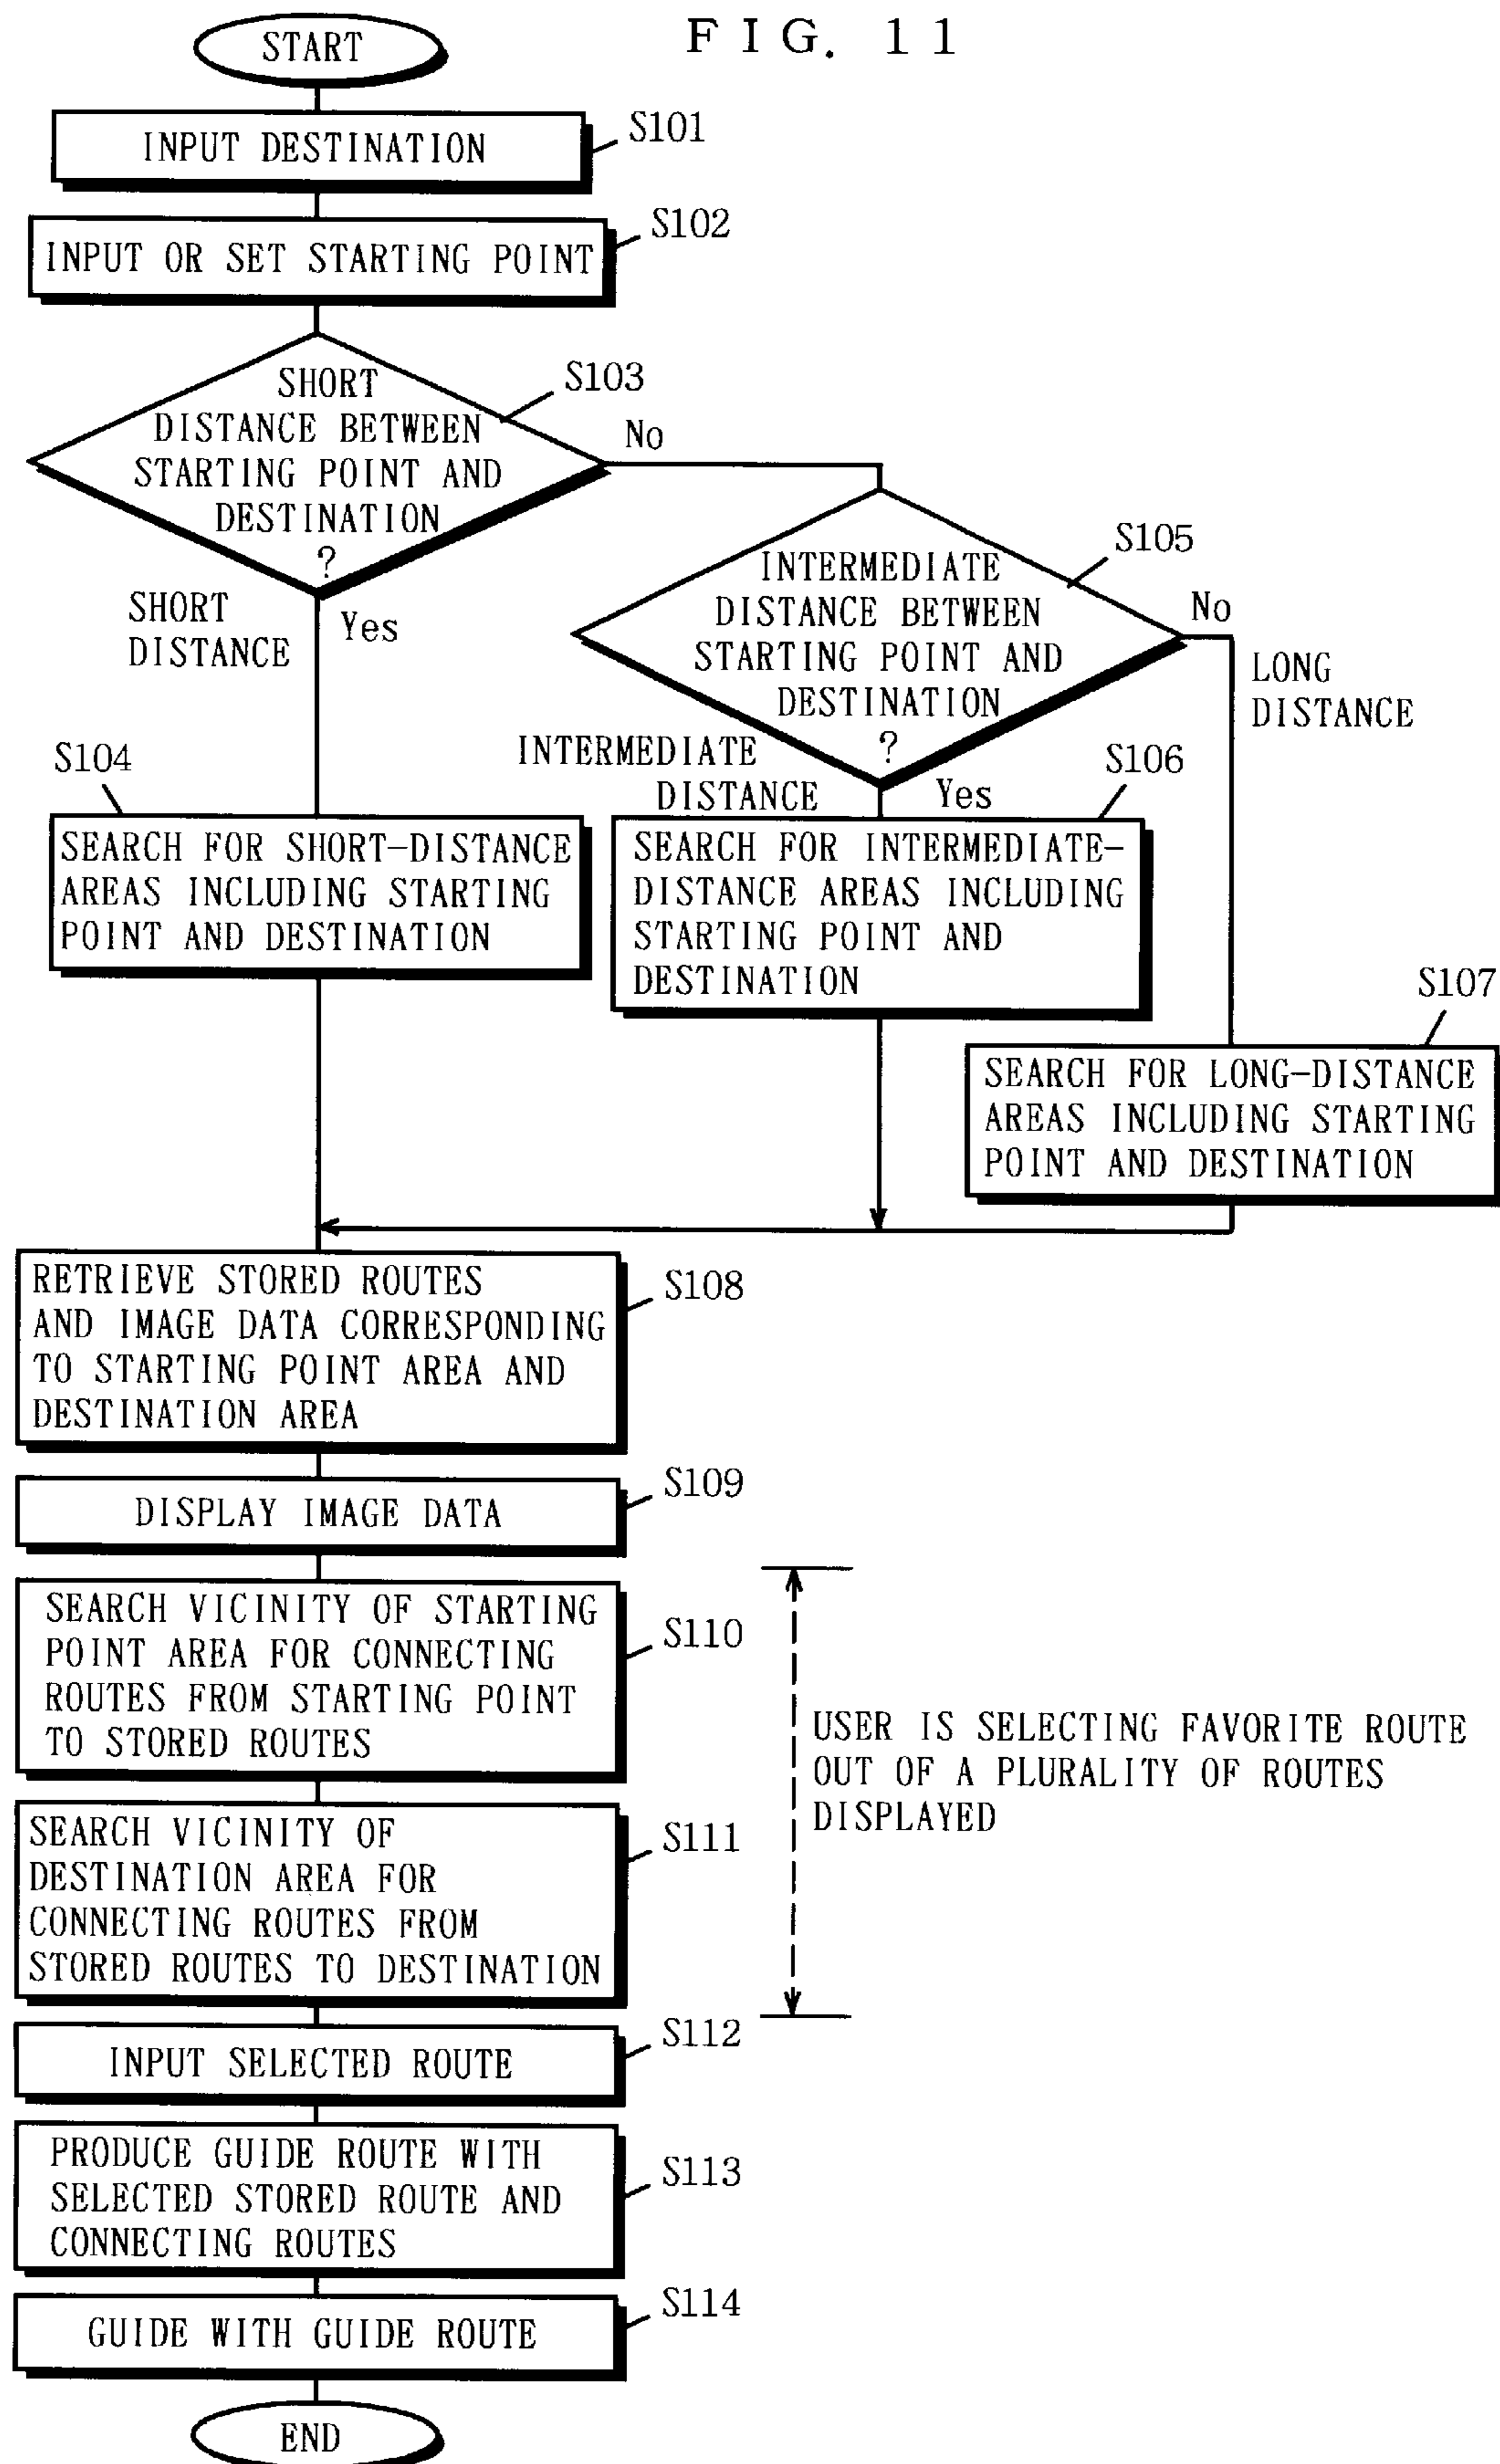 FIG. 11
START
INPUT DESTINATION
S101
INPUT OR SET STARTING POINT
S102
SHORT
DISTANCE BETWEEN
STARTING POINT AND
DESTINATION
?
S103
No
SHORT
DISTANCE
Yes
INTERMEDIATE
DISTANCE BETWEEN
STARTING POINT AND
DESTINATION
?
S105
No
LONG
DISTANCE
INTERMEDIATE
DISTANCE
Yes
S104
SEARCH FOR SHORT-DISTANCE
AREAS INCLUDING STARTING
POINT AND DESTINATION
S106
SEARCH FOR INTERMEDIATE-
DISTANCE AREAS INCLUDING
STARTING POINT AND
DESTINATION
S107
SEARCH FOR LONG-DISTANCE
AREAS INCLUDING STARTING
POINT AND DESTINATION
RETRIEVE STORED ROUTES
AND IMAGE DATA CORRESPONDING
TO STARTING POINT AREA AND
DESTINATION AREA
S108
DISPLAY IMAGE DATA
S109
SEARCH VICINITY OF STARTING
POINT AREA FOR CONNECTING
ROUTES FROM STARTING POINT
TO STORED ROUTES
S110
USER IS SELECTING FAVORITE ROUTE
OUT OF A PLURALITY OF ROUTES
DISPLAYED
SEARCH VICINITY OF
DESTINATION AREA FOR
CONNECTING ROUTES FROM
STORED ROUTES TO DESTINATION
S111
INPUT SELECTED ROUTE
S112
PRODUCE GUIDE ROUTE WITH
SELECTED STORED ROUTE AND
CONNECTING ROUTES
S113
GUIDE WITH GUIDE ROUTE
S114
END